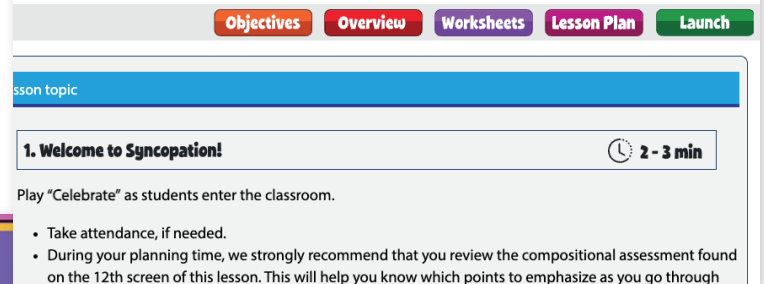 Objectives Overview Worksheets Lesson Plan Launch
sson topic
1. Welcome to Syncopation! 2 - 3 min
Play “Celebrate” as students enter the classroom.
• Take attendance, if needed.
• During your planning time, we strongly recommend that you review the compositional assessment found
on the 12th screen of this lesson. This will help you know which points to emphasize as you go through